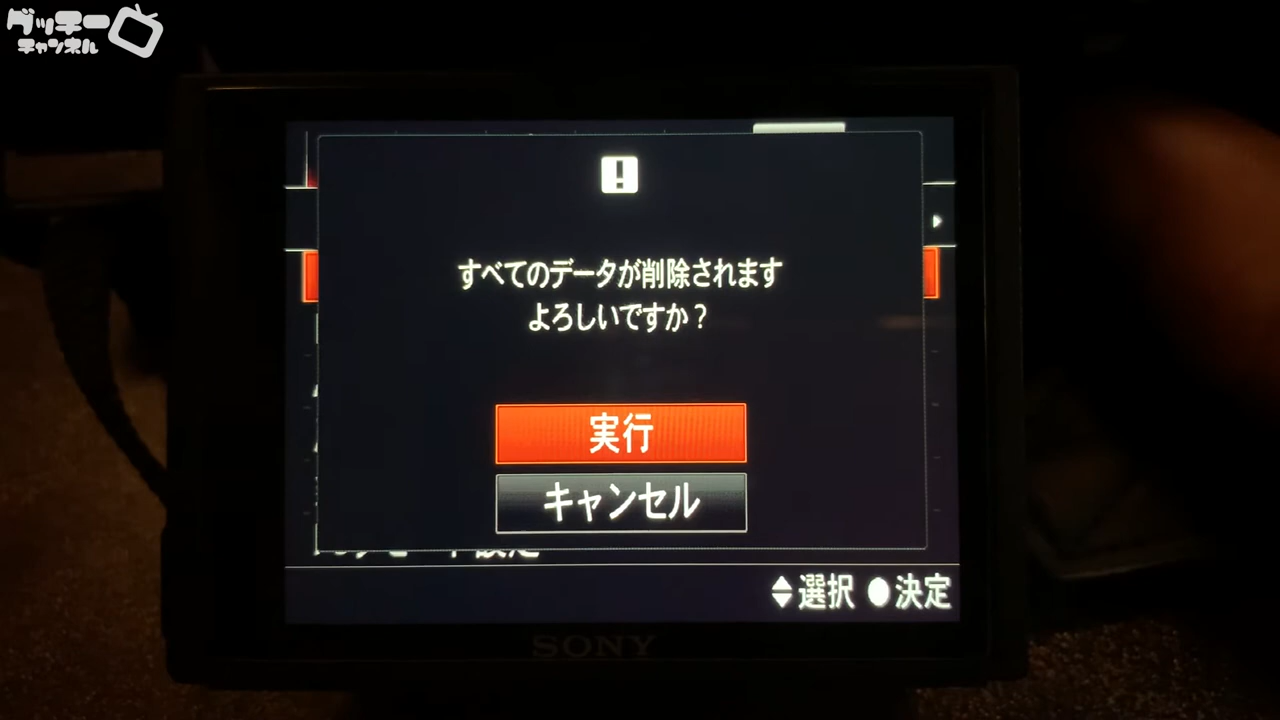 グッチー
チャンネル
!
すべてのデータが削除されます
よろしいですか？
実行
キャンセル
選択 決定
SONY